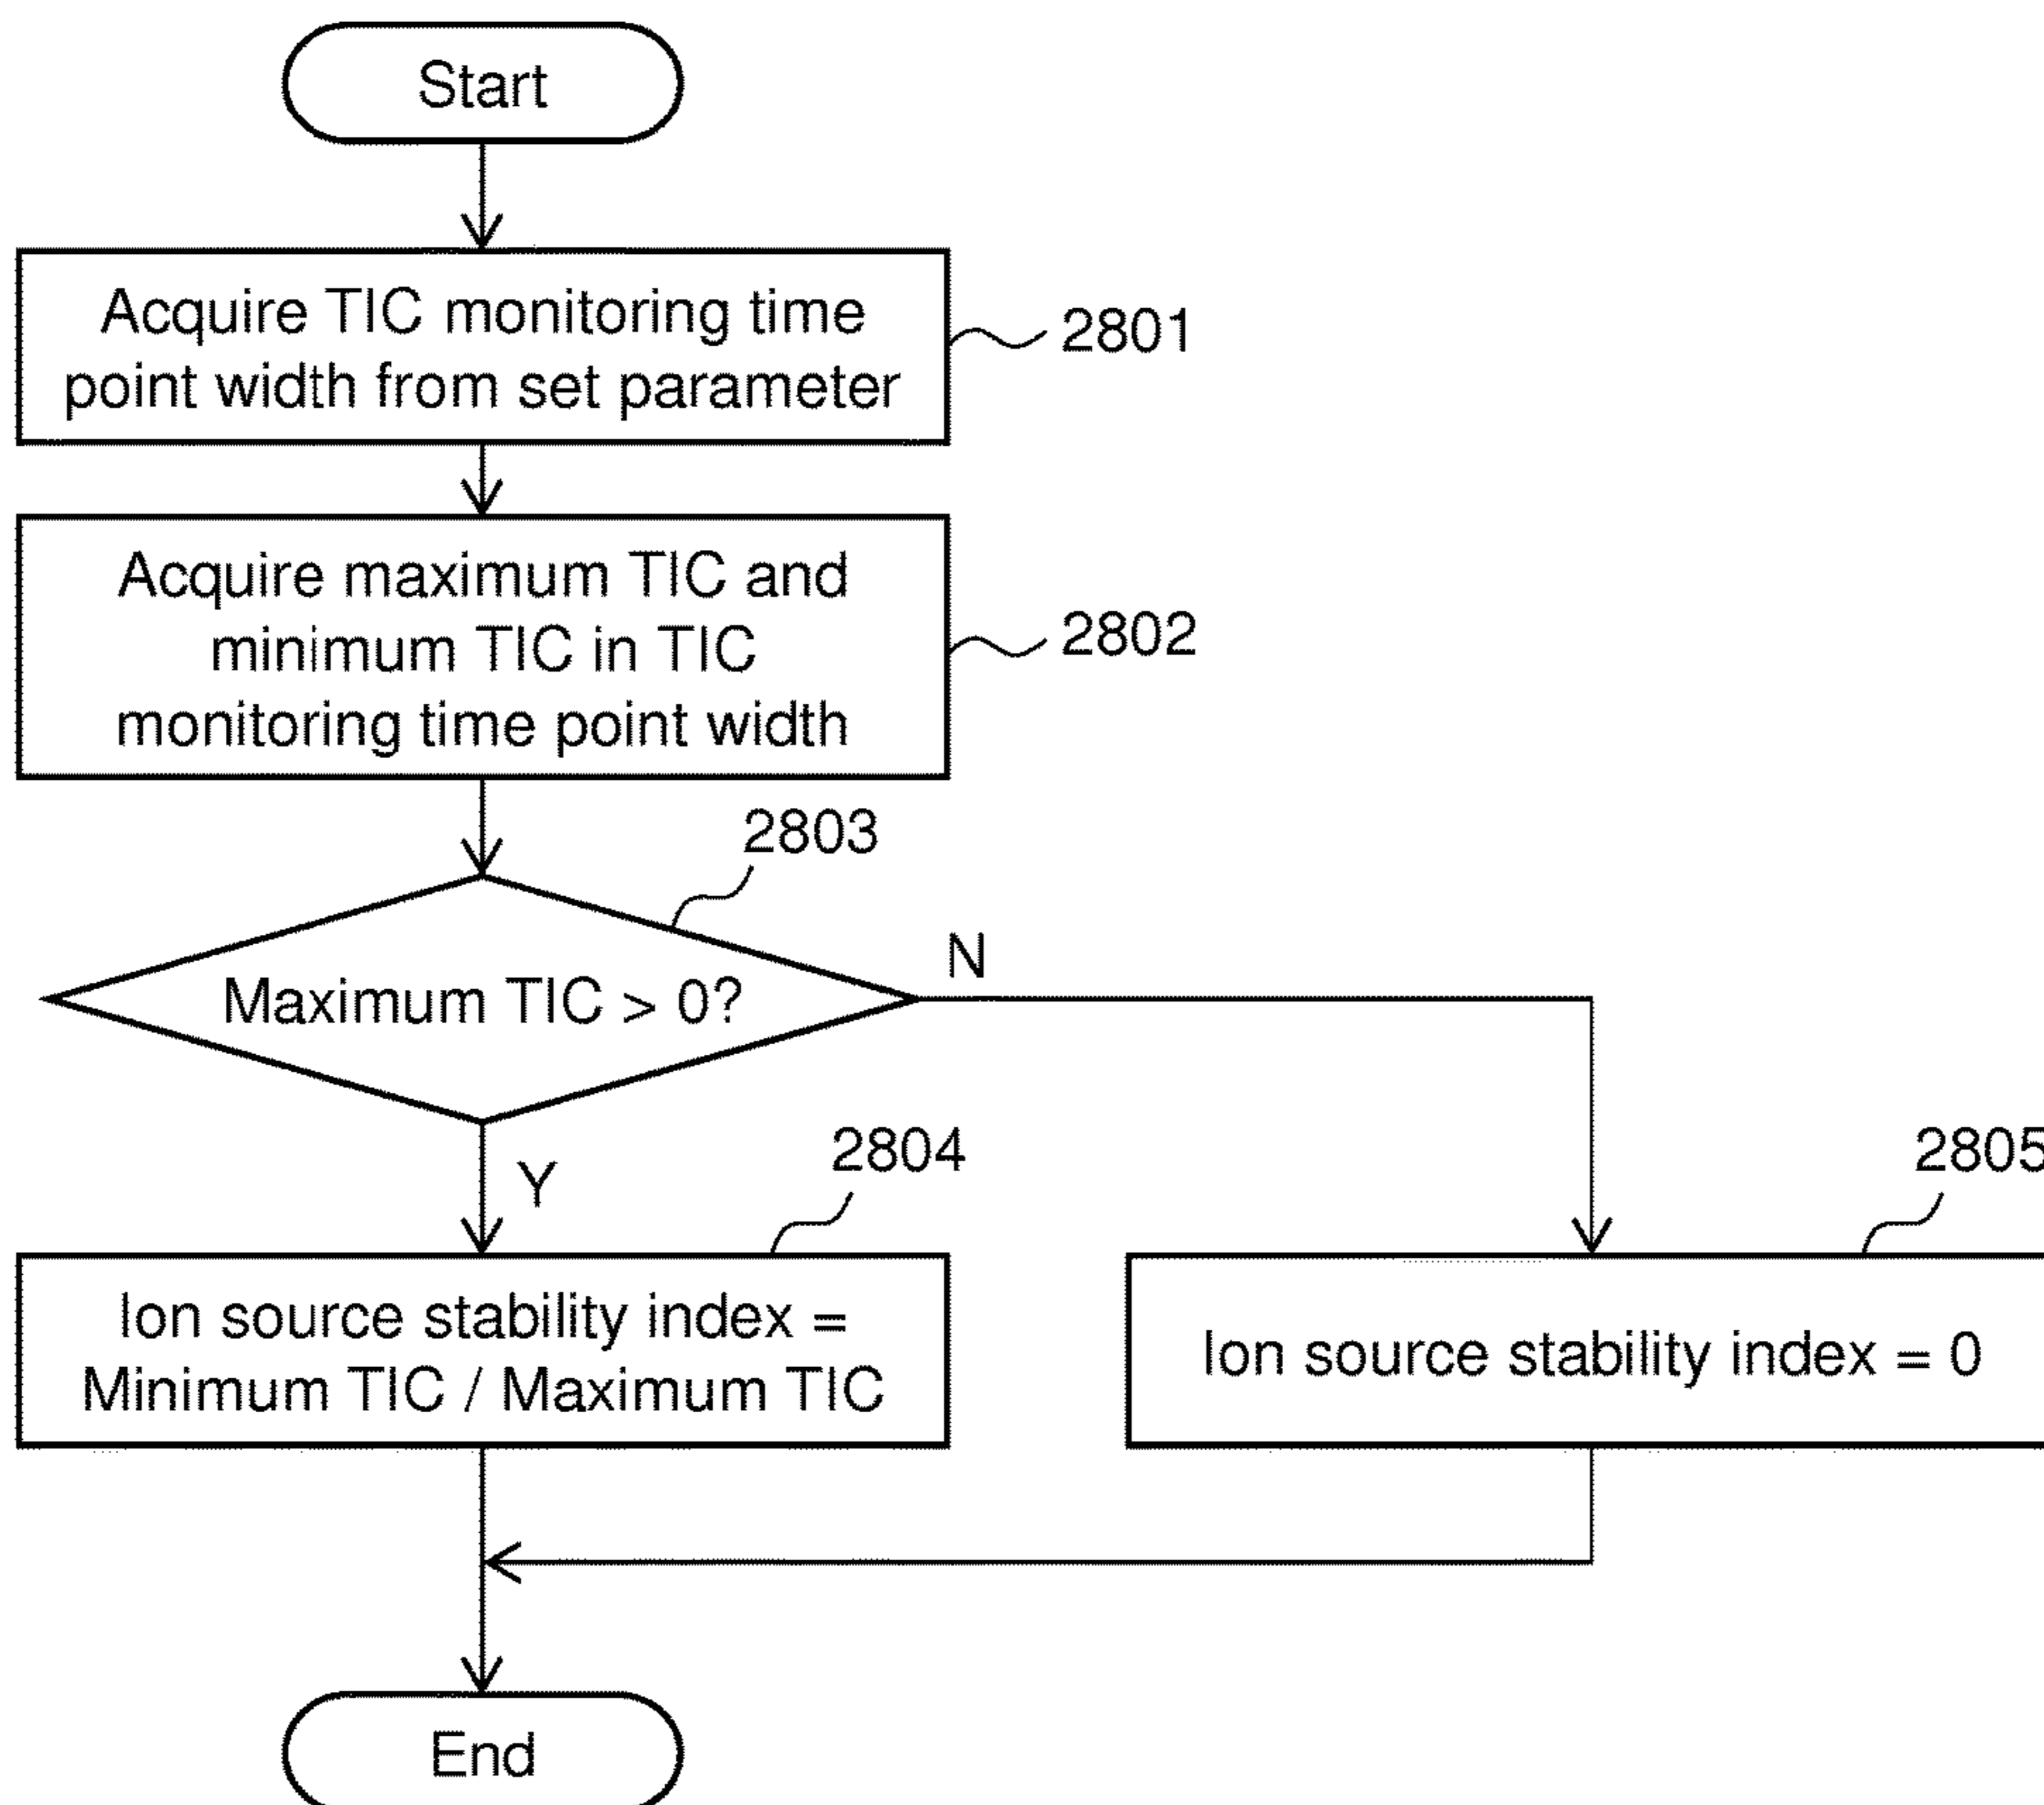 Start
Acquire TIC monitoring time
point width from set parameter
2801
Acquire maximum TIC and
minimum TIC in TIC
monitoring time point width
2802
2803
Maximum TIC > 0?
N
Y
2804
Ion source stability index =
Minimum TIC / Maximum TIC
2805
Ion source stability index = 0
End